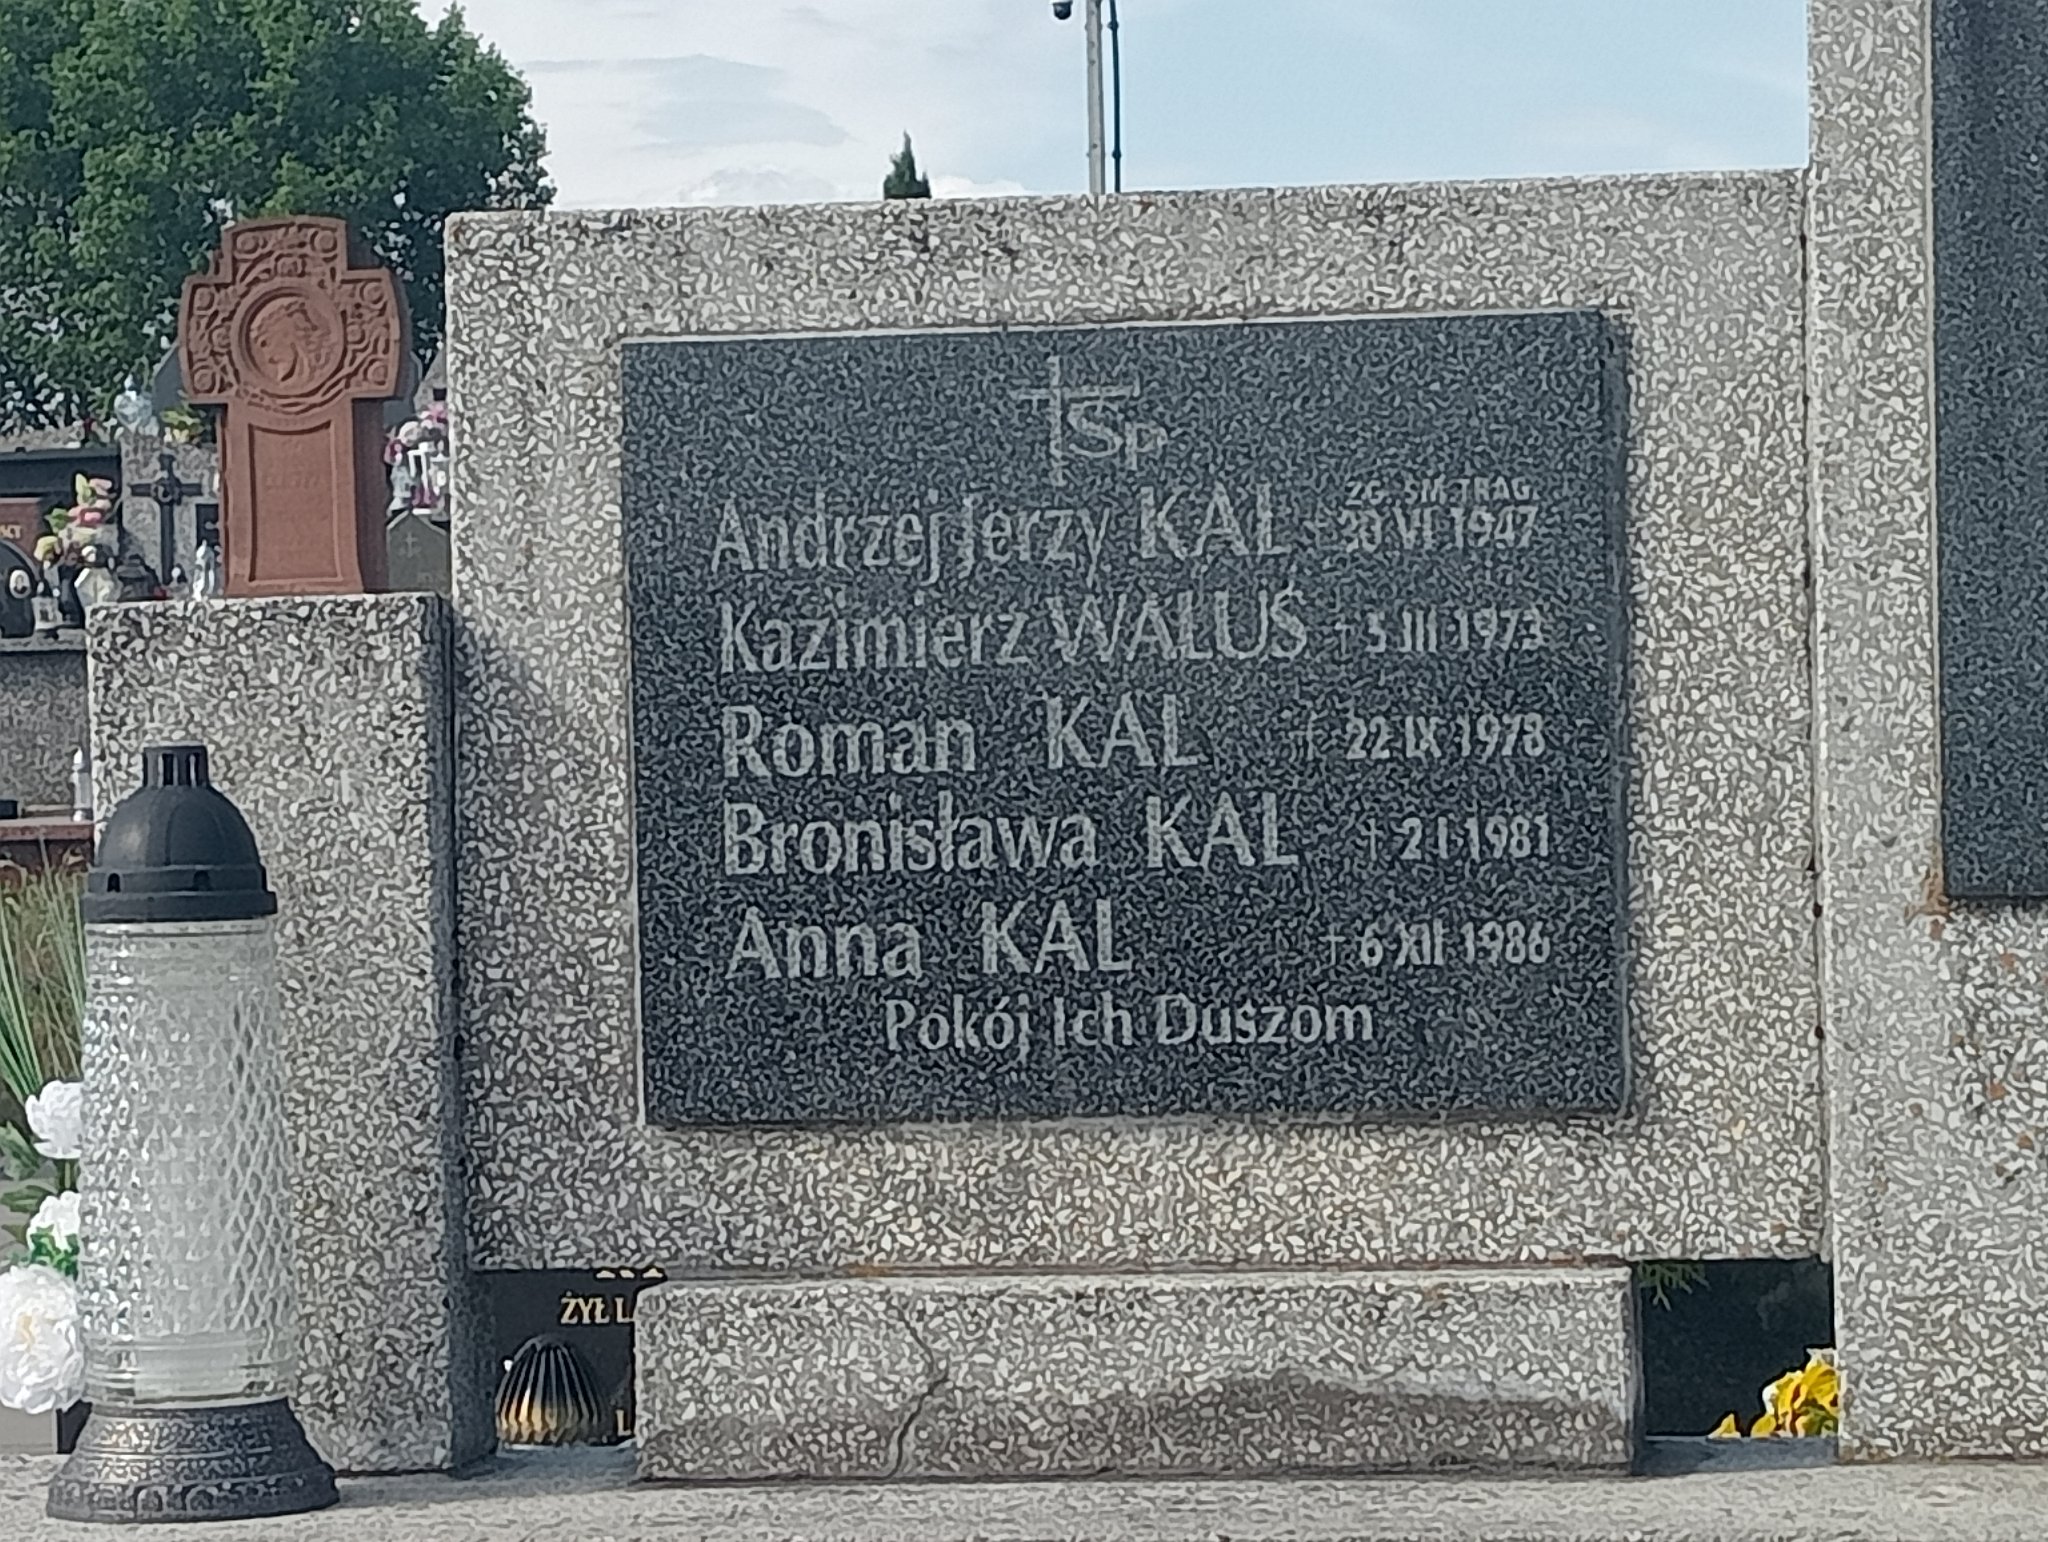 Śp
ZG. ŚM. TRAG.
Andrzej Jerzy KAL † 30 VI 1947
Kazimierz WALUŚ † 5 III 1973
Roman KAL † 22 IX 1978
Bronisława KAL † 2 I 1981
Anna KAL † 6 XII 1986
Pokój Ich Duszom
ŻYŁ L